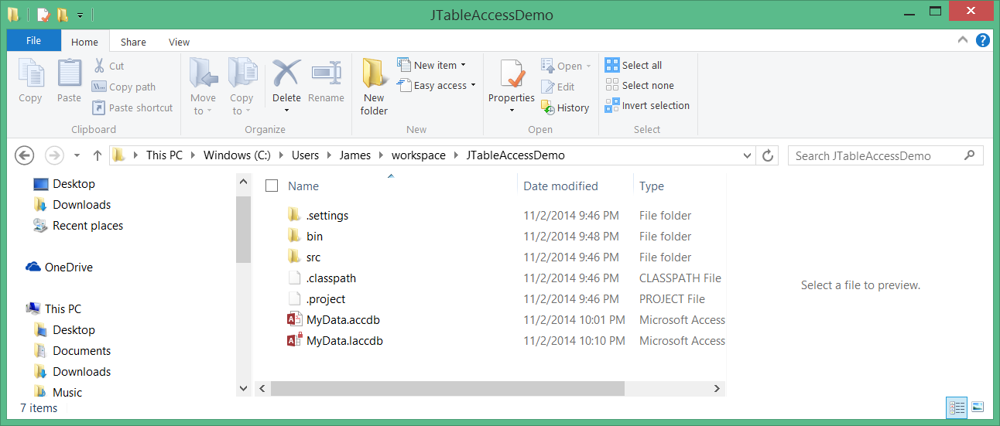 JTableAccessDemo
File Home Share View
Copy Paste Cut Copy path Paste shortcut
Move to Copy to Delete Rename
New folder New item Easy access
Properties Open Edit History
Select all Select none Invert selection
Clipboard Organize New Open Select
This PC Windows (C:) Users James workspace JTableAccessDemo Search JTableAccessDemo
Desktop
Downloads
Recent places
OneDrive
This PC
Desktop
Documents
Downloads
Music
Name Date modified Type
.settings 11/2/2014 9:46 PM File folder
bin 11/2/2014 9:48 PM File folder
src 11/2/2014 9:46 PM File folder
.classpath 11/2/2014 9:46 PM CLASSPATH File
.project 11/2/2014 9:46 PM PROJECT File
MyData.accdb 11/2/2014 10:01 PM Microsoft Access
MyData.laccdb 11/2/2014 10:10 PM Microsoft Access
Select a file to preview.
7 items